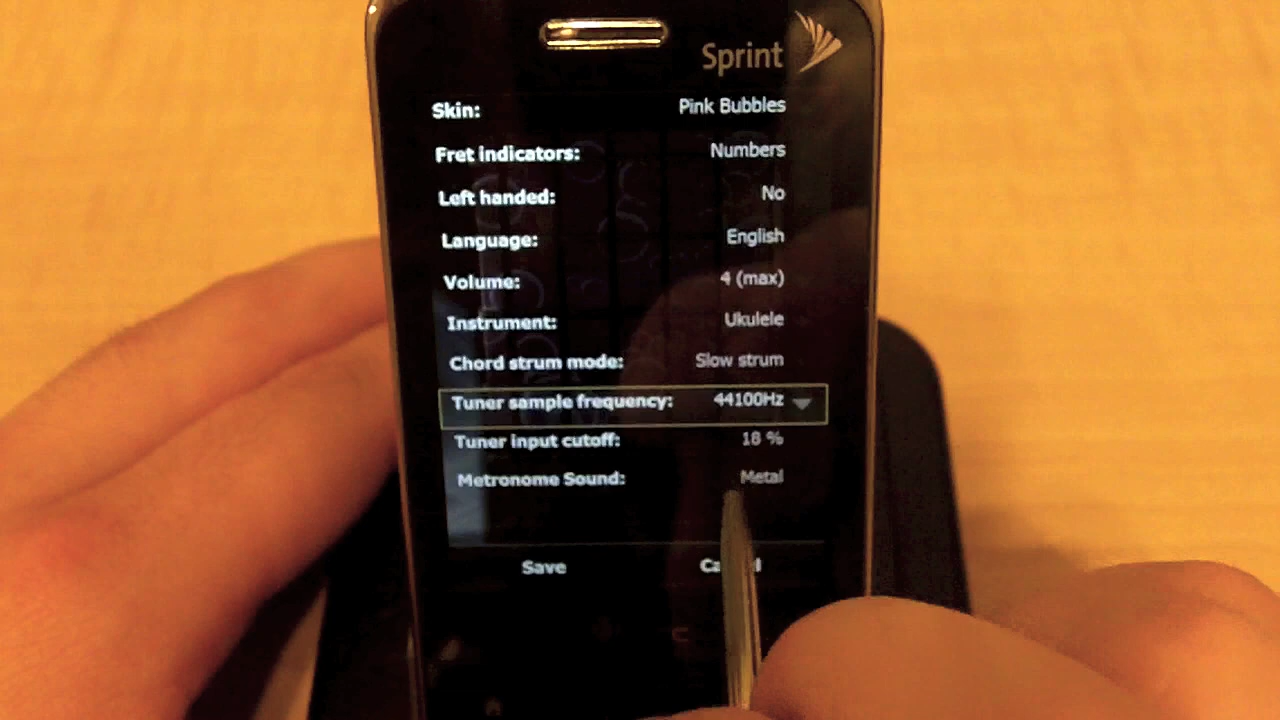 Sprint
Skin: Pink Bubbles
Fret indicators: Numbers
Left handed: No
Language: English
Volume: 4 (max)
Instrument: Ukulele
Chord strum mode: Slow strum
Tuner sample frequency: 44100Hz
Tuner input cutoff: 18 %
Metronome Sound: Metal
Save